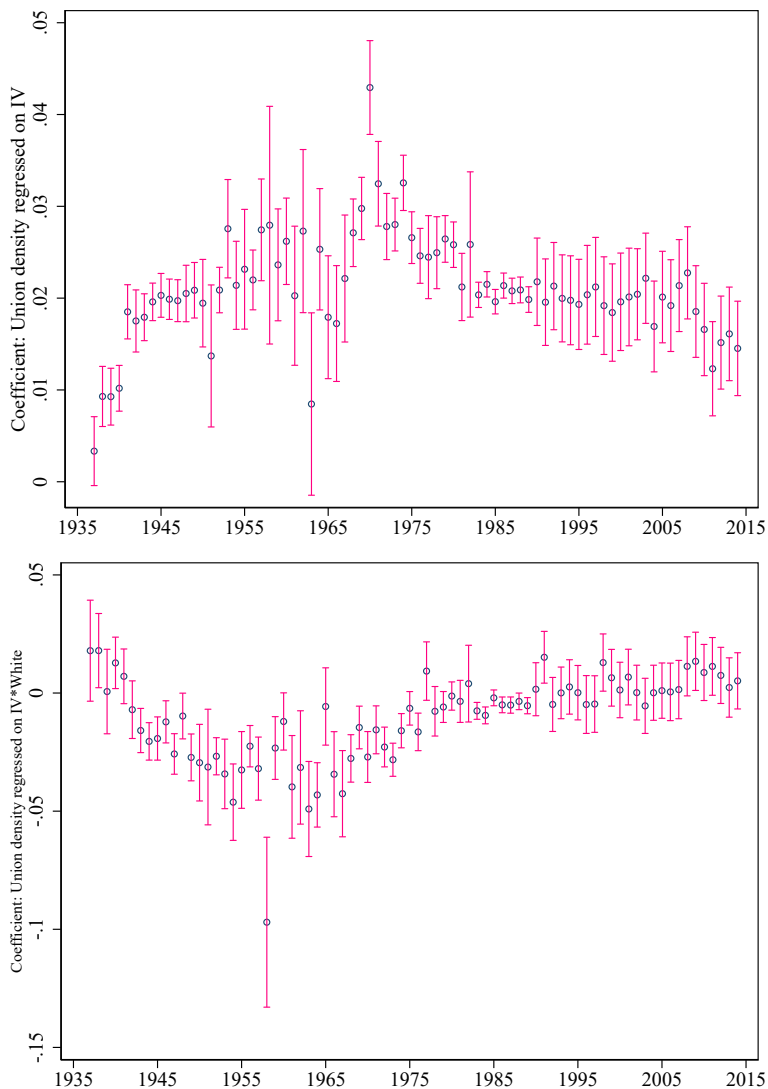 Coefficient: Union density regressed on IV
.05
.04
.03
.02
.01
0
1935 1945 1955 1965 1975 1985 1995 2005 2015
Coefficient: Union density regressed on IV*White
.05
0
-.05
-.1
-.15
1935 1945 1955 1965 1975 1985 1995 2005 2015